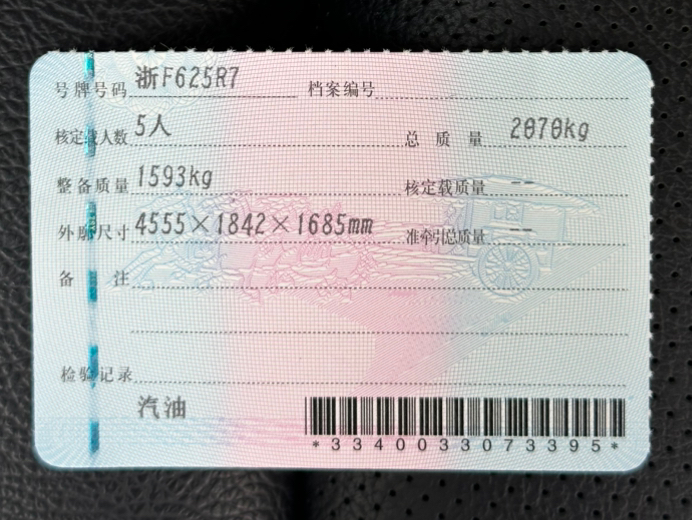 号牌号码 浙F625R7 档案编号
核定载人数 5人 总质量 2070kg
整备质量 1593kg 核定载质量 --
外廓尺寸 4555×1842×1685mm 准牵引总质量 --
备注
检验记录
汽油
*3340033073395*